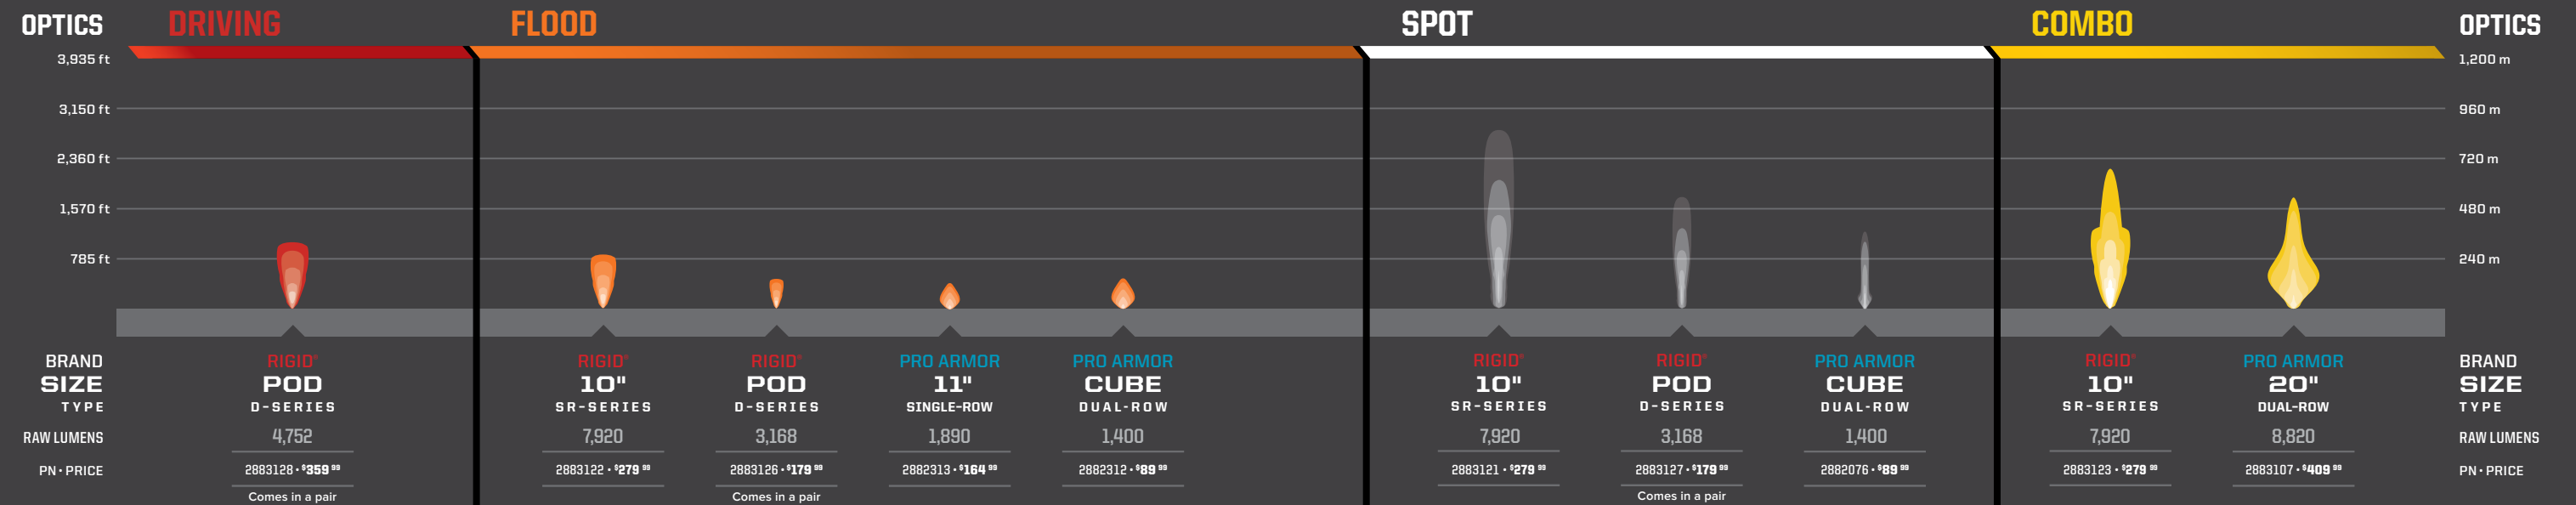 OPTICS DRIVING FLOOD SPOT COMBO OPTICS
3,935 ft 1,200 m
3,150 ft 960 m
2,360 ft 720 m
1,570 ft 480 m
785 ft 240 m
BRAND RIGID® RIGID® RIGID® PRO ARMOR PRO ARMOR RIGID® RIGID® PRO ARMOR RIGID® PRO ARMOR BRAND
SIZE POD 10" POD 11" CUBE 10" POD CUBE 10" 20" SIZE
TYPE D-SERIES SR-SERIES D-SERIES SINGLE-ROW DUAL-ROW SR-SERIES D-SERIES DUAL-ROW SR-SERIES DUAL-ROW TYPE
RAW LUMENS 4,752 7,920 3,168 1,890 1,400 7,920 3,168 1,400 7,920 8,820 RAW LUMENS
PN • PRICE 2883128 • $359 99 2883122 • $279 99 2883126 • $179 99 2882313 • $164 99 2882312 • $89 99 2883121 • $279 99 2883127 • $179 99 2882076 • $89 99 2883123 • $279 99 2883107 • $409 99 PN • PRICE
Comes in a pair Comes in a pair Comes in a pair